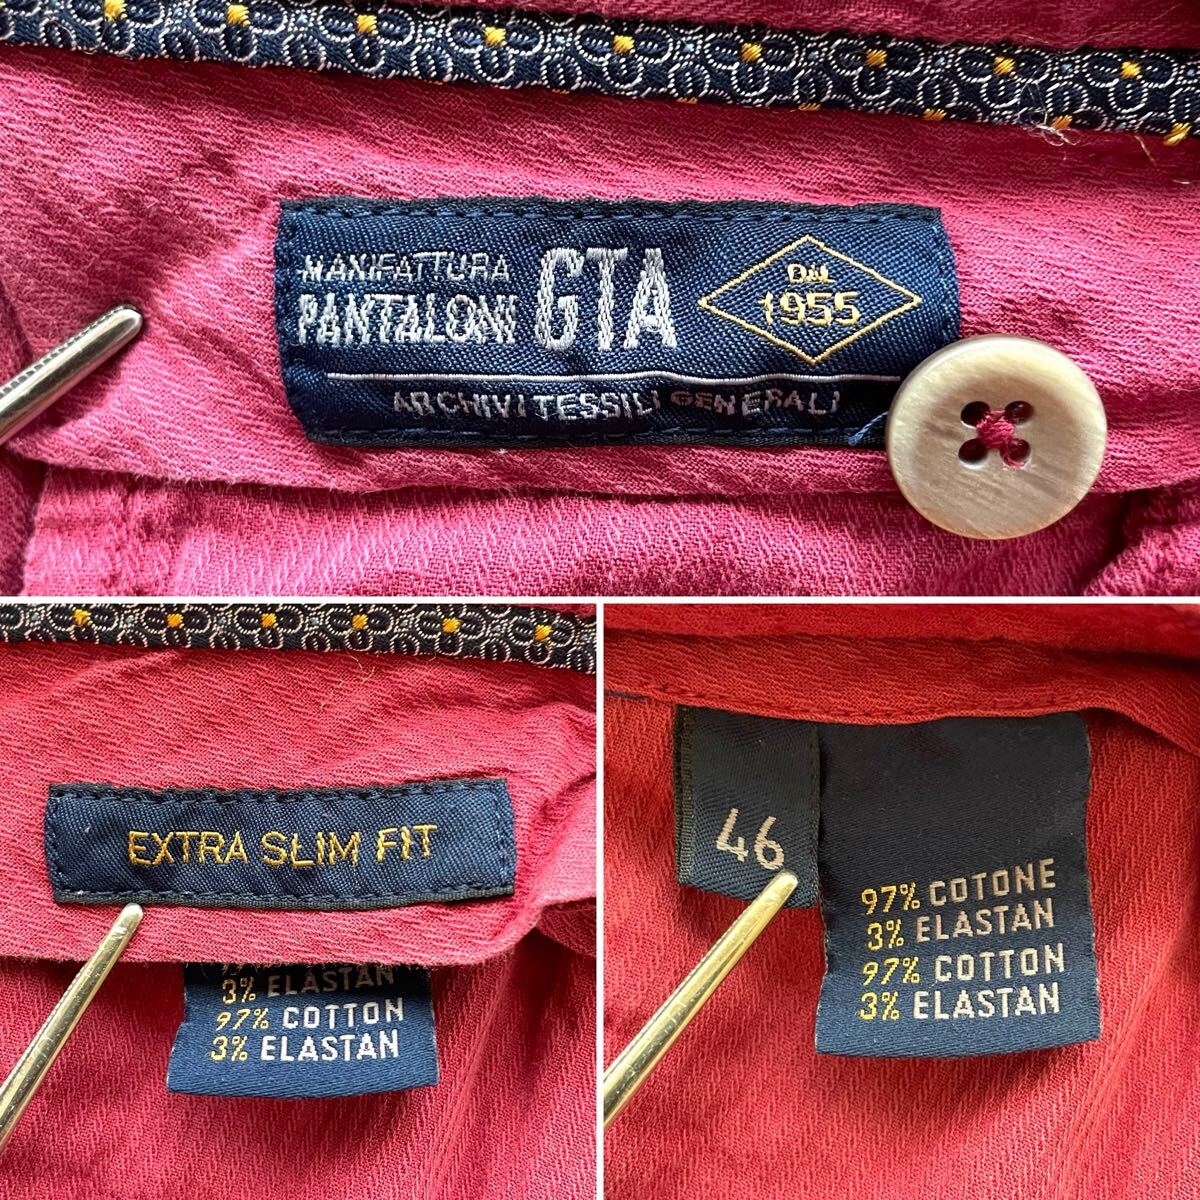 MANIFATTURA
PANTALONI GTA
DAL
1955
ARCHIVI TESSILI GENERALI
EXTRA SLIM FIT
3% ELASTAN
97% COTTON
3% ELASTAN
46
97% COTONE
3% ELASTAN
97% COTTON
3% ELASTAN